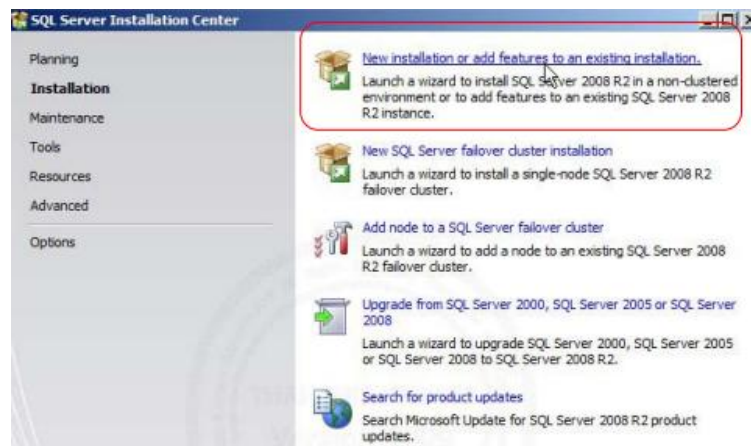 SQL Server Installation Center
Planning
Installation
Maintenance
Tools
Resources
Advanced
Options
New installation or add features to an existing installation.
Launch a wizard to install SQL Server 2008 R2 in a non-clustered
environment or to add features to an existing SQL Server 2008
R2 instance.
New SQL Server failover cluster installation
Launch a wizard to install a single-node SQL Server 2008 R2
failover cluster.
Add node to a SQL Server failover cluster
Launch a wizard to add a node to an existing SQL Server 2008
R2 failover cluster.
Upgrade from SQL Server 2000, SQL Server 2005 or SQL Server
2008
Launch a wizard to upgrade SQL Server 2000, SQL Server 2005
or SQL Server 2008 to SQL Server 2008 R2.
Search for product updates
Search Microsoft Update for SQL Server 2008 R2 product
updates.